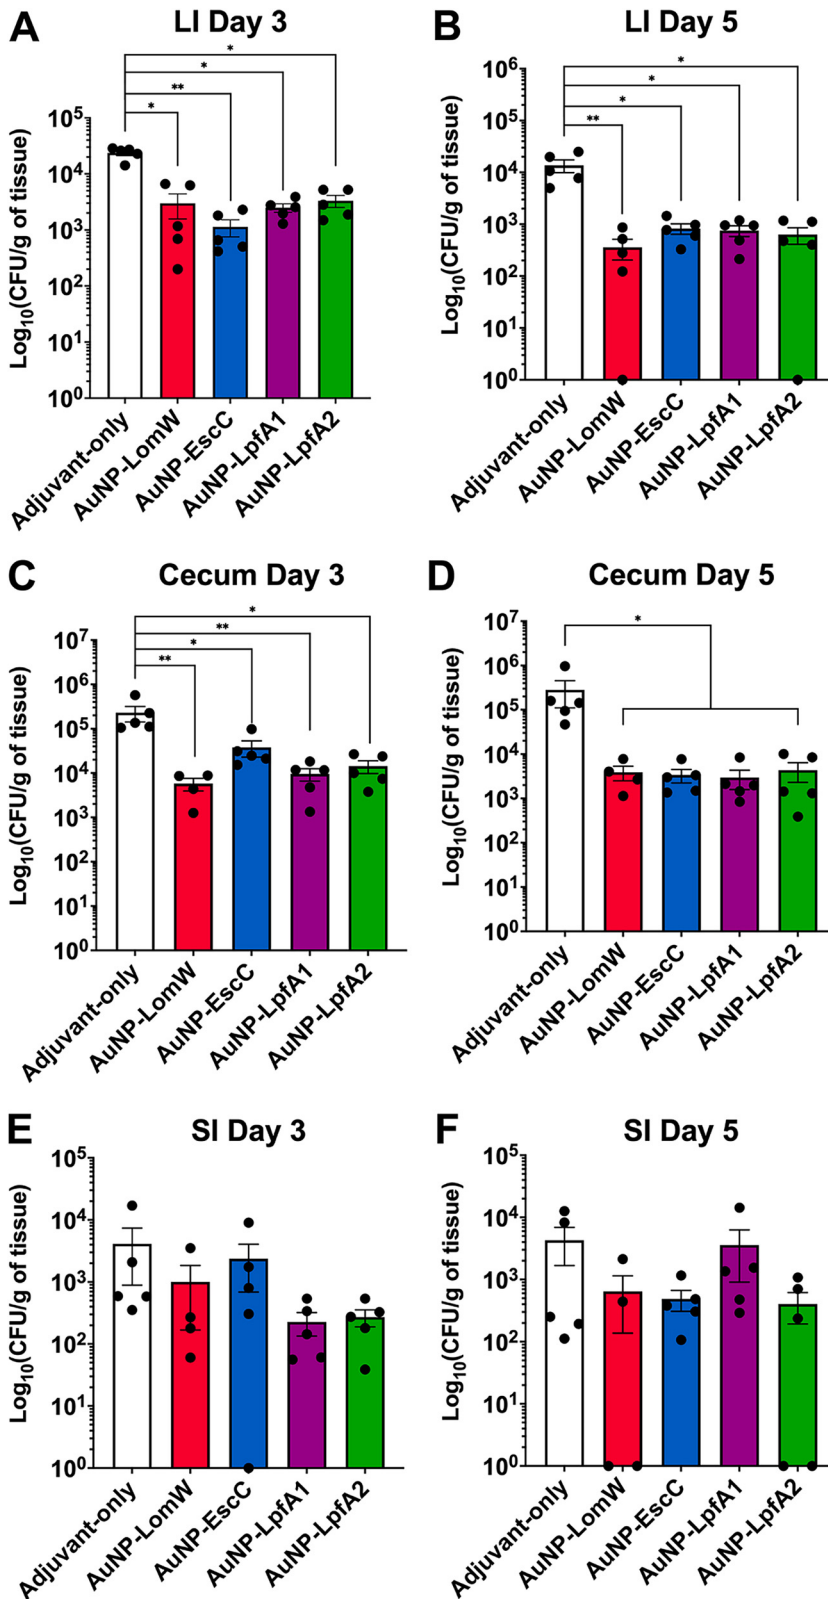 A
LI Day 3
*
*
**
*
Log10(CFU/g of tissue)
10^5
10^4
10^3
10^2
10^1
10^0
Adjuvant-only
AuNP-LomW
AuNP-EscC
AuNP-LpfA1
AuNP-LpfA2
B
LI Day 5
*
*
*
**
Log10(CFU/g of tissue)
10^6
10^5
10^4
10^3
10^2
10^1
10^0
Adjuvant-only
AuNP-LomW
AuNP-EscC
AuNP-LpfA1
AuNP-LpfA2
C
Cecum Day 3
*
**
*
**
Log10(CFU/g of tissue)
10^7
10^6
10^5
10^4
10^3
10^2
10^1
10^0
Adjuvant-only
AuNP-LomW
AuNP-EscC
AuNP-LpfA1
AuNP-LpfA2
D
Cecum Day 5
*
Log10(CFU/g of tissue)
10^7
10^6
10^5
10^4
10^3
10^2
10^1
10^0
Adjuvant-only
AuNP-LomW
AuNP-EscC
AuNP-LpfA1
AuNP-LpfA2
E
SI Day 3
Log10(CFU/g of tissue)
10^5
10^4
10^3
10^2
10^1
10^0
Adjuvant-only
AuNP-LomW
AuNP-EscC
AuNP-LpfA1
AuNP-LpfA2
F
SI Day 5
Log10(CFU/g of tissue)
10^5
10^4
10^3
10^2
10^1
10^0
Adjuvant-only
AuNP-LomW
AuNP-EscC
AuNP-LpfA1
AuNP-LpfA2